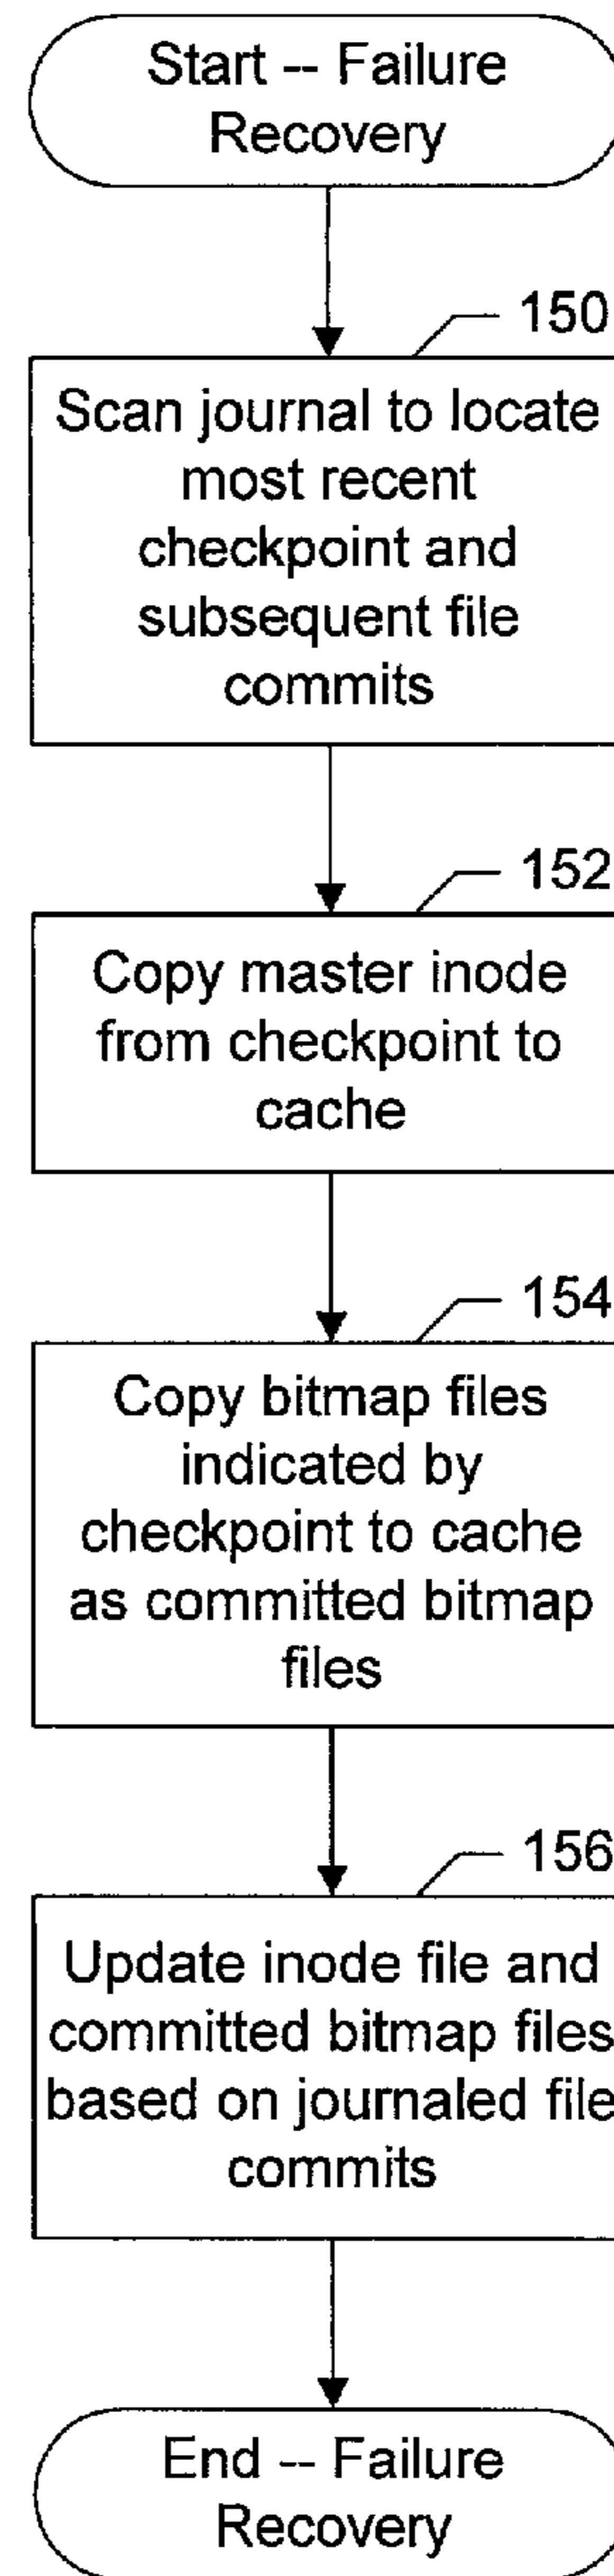 Start -- Failure
Recovery
150
Scan journal to locate
most recent
checkpoint and
subsequent file
commits
152
Copy master inode
from checkpoint to
cache
154
Copy bitmap files
indicated by
checkpoint to cache
as committed bitmap
files
156
Update inode file and
committed bitmap files
based on journaled file
commits
End -- Failure
Recovery